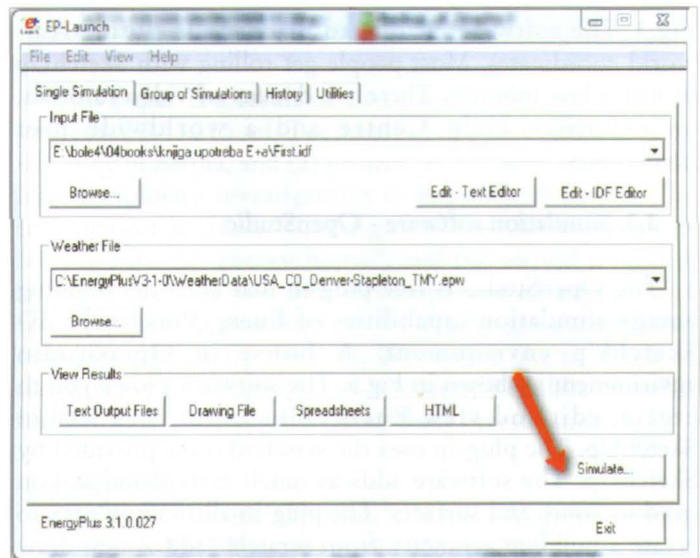 EP-Launch
File Edit View Help
Single Simulation Group of Simulations History Utilities
Input File
E:\bole4\04books\knjiga upotreba E+a\First.idf
Browse... Edit - Text Editor Edit - IDF Editor
Weather File
C:\EnergyPlusV3-1-0\WeatherData\USA_CO_Denver-Stapleton_TMY.epw
Browse...
View Results
Text Output Files Drawing File Spreadsheets HTML
Simulate...
EnergyPlus 3.1.0.027 Exit